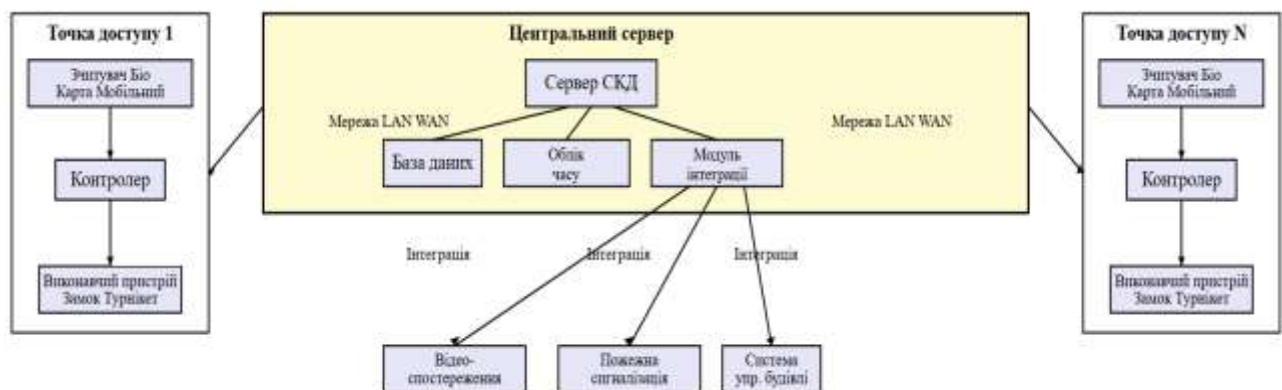 Точка доступу 1
Зчитувач Біо
Карта Мобільний
Контролер
Виконавчий пристрій
Замок Турнікет
Центральний сервер
Сервер СКД
Мережа LAN WAN
Мережа LAN WAN
База даних
Облік
часу
Модуль
інтеграції
Інтеграція
Інтеграція
Інтеграція
Відео-
спостереження
Пожежна
сигналізація
Система
упр. будівлі
Точка доступу N
Зчитувач Біо
Карта Мобільний
Контролер
Виконавчий пристрій
Замок Турнікет